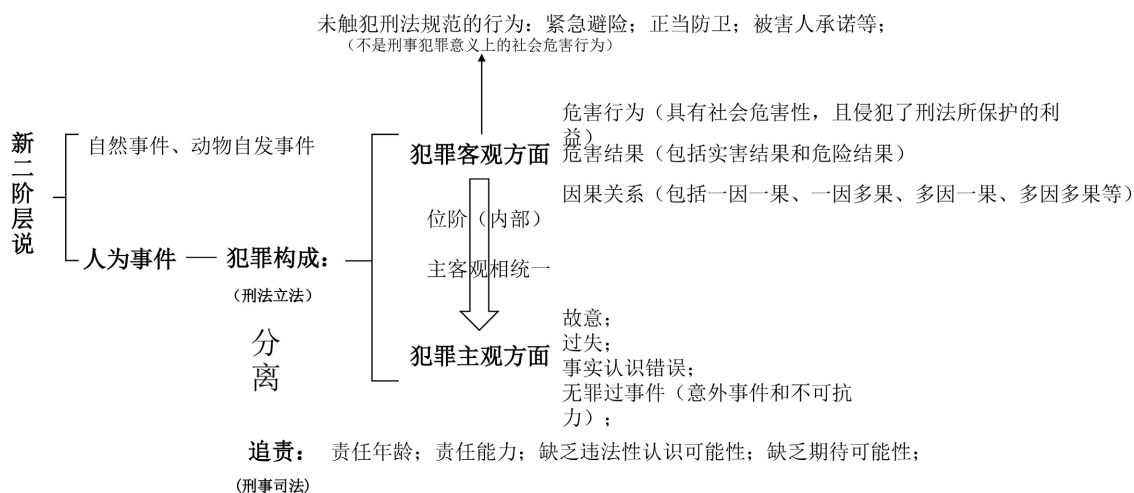 未触犯刑法规范的行为：紧急避险；正当防卫；被害人承诺等；
（不是刑事犯罪意义上的社会危害行为）
新二阶层说
自然事件、动物自发事件
人为事件
犯罪构成：
（刑法立法）
分离
犯罪客观方面
危害行为（具有社会危害性，且侵犯了刑法所保护的利
益）
危害结果（包括实害结果和危险结果）
因果关系（包括一因一果、一因多果、多因一果、多因多果等）
位阶（内部）
主客观相统一
犯罪主观方面
故意；
过失；
事实认识错误；
无罪过事件（意外事件和不可抗
力）；
追责：
责任年龄；责任能力；缺乏违法性认识可能性；缺乏期待可能性；
(刑事司法)